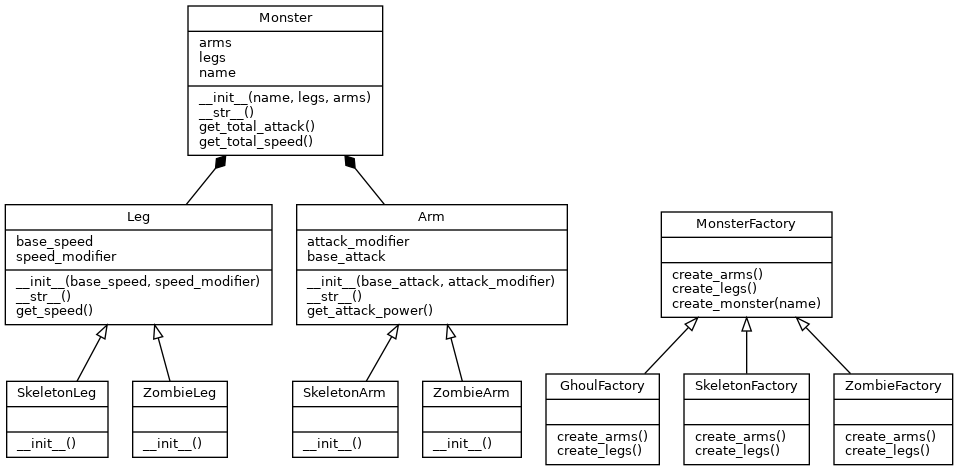 Monster
arms
legs
name
__init__(name, legs, arms)
__str__()
get_total_attack()
get_total_speed()
Leg
base_speed
speed_modifier
__init__(base_speed, speed_modifier)
__str__()
get_speed()
Arm
attack_modifier
base_attack
__init__(base_attack, attack_modifier)
__str__()
get_attack_power()
MonsterFactory
create_arms()
create_legs()
create_monster(name)
SkeletonLeg
__init__()
ZombieLeg
__init__()
SkeletonArm
__init__()
ZombieArm
__init__()
GhoulFactory
create_arms()
create_legs()
SkeletonFactory
create_arms()
create_legs()
ZombieFactory
create_arms()
create_legs()